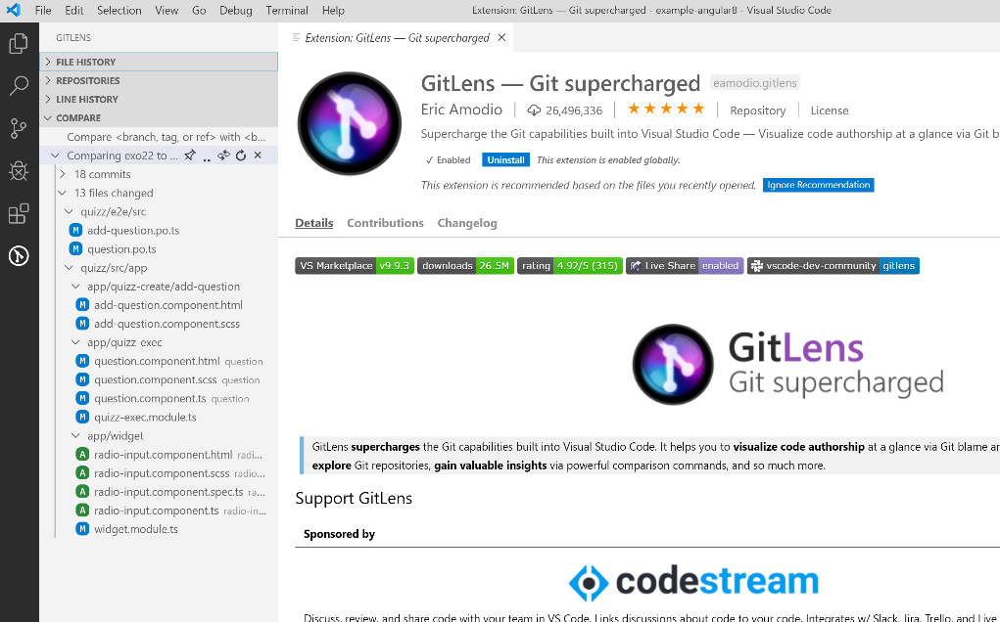 File Edit Selection View Go Debug Terminal Help Extension: GitLens — Git supercharged - example-angular8 - Visual Studio Code
GITLENS
FILE HISTORY
REPOSITORIES
LINE HISTORY
COMPARE
Compare <branch, tag, or ref> with <b...
Comparing exo22 to ...
18 commits
13 files changed
quizz/e2e/src
M add-question.po.ts
M question.po.ts
quizz/src/app
app/quizz-create/add-question
M add-question.component.html
M add-question.component.scss
app/quizz-exec
M question.component.html question
M question.component.scss question
M question.component.ts question
M quizz-exec.module.ts
app/widget
A radio-input.component.html radi...
A radio-input.component.scss radio...
A radio-input.component.spec.ts ra...
A radio-input.component.ts radio-in...
M widget.module.ts
Extension: GitLens — Git supercharged
GitLens — Git supercharged eamodio.gitlens
Eric Amodio 26,496,336 ★★★★★ Repository License
Supercharge the Git capabilities built into Visual Studio Code — Visualize code authorship at a glance via Git b
✓ Enabled Uninstall This extension is enabled globally.
This extension is recommended based on the files you recently opened. Ignore Recommendation
Details Contributions Changelog
VS Marketplace v9.9.3 downloads 26.5M rating 4.92/5 (315) Live Share enabled vscode-dev-community gitlens
GitLens
Git supercharged
GitLens supercharges the Git capabilities built into Visual Studio Code. It helps you to visualize code authorship at a glance via Git blame an
explore Git repositories, gain valuable insights via powerful comparison commands, and so much more.
Support GitLens
Sponsored by
codestream
Discuss, review, and share code with your team in VS Code. Links discussions about code to your code. Integrates w/ Slack, Jira, Trello, and Live